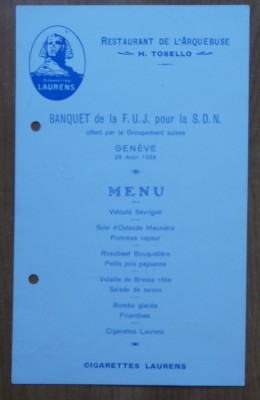 RESTAURANT DE L'ARQUEBUSE
H. TOSELLO
LAURENS
BANQUET de la F. U. J. pour la S. D. N.
offert par le Groupement suisse
GENÈVE
Août
MENU
Velouté Sévigné
Sole d'Ostende Meunière
Pommes vapeur
Roastbeef Bouquetière
Petits pois paysanne
Volaille de Bresse rôtie
Salade de saison
Bombe glacée
Friandises
Cigarettes Laurens
CIGARETTES LAURENS